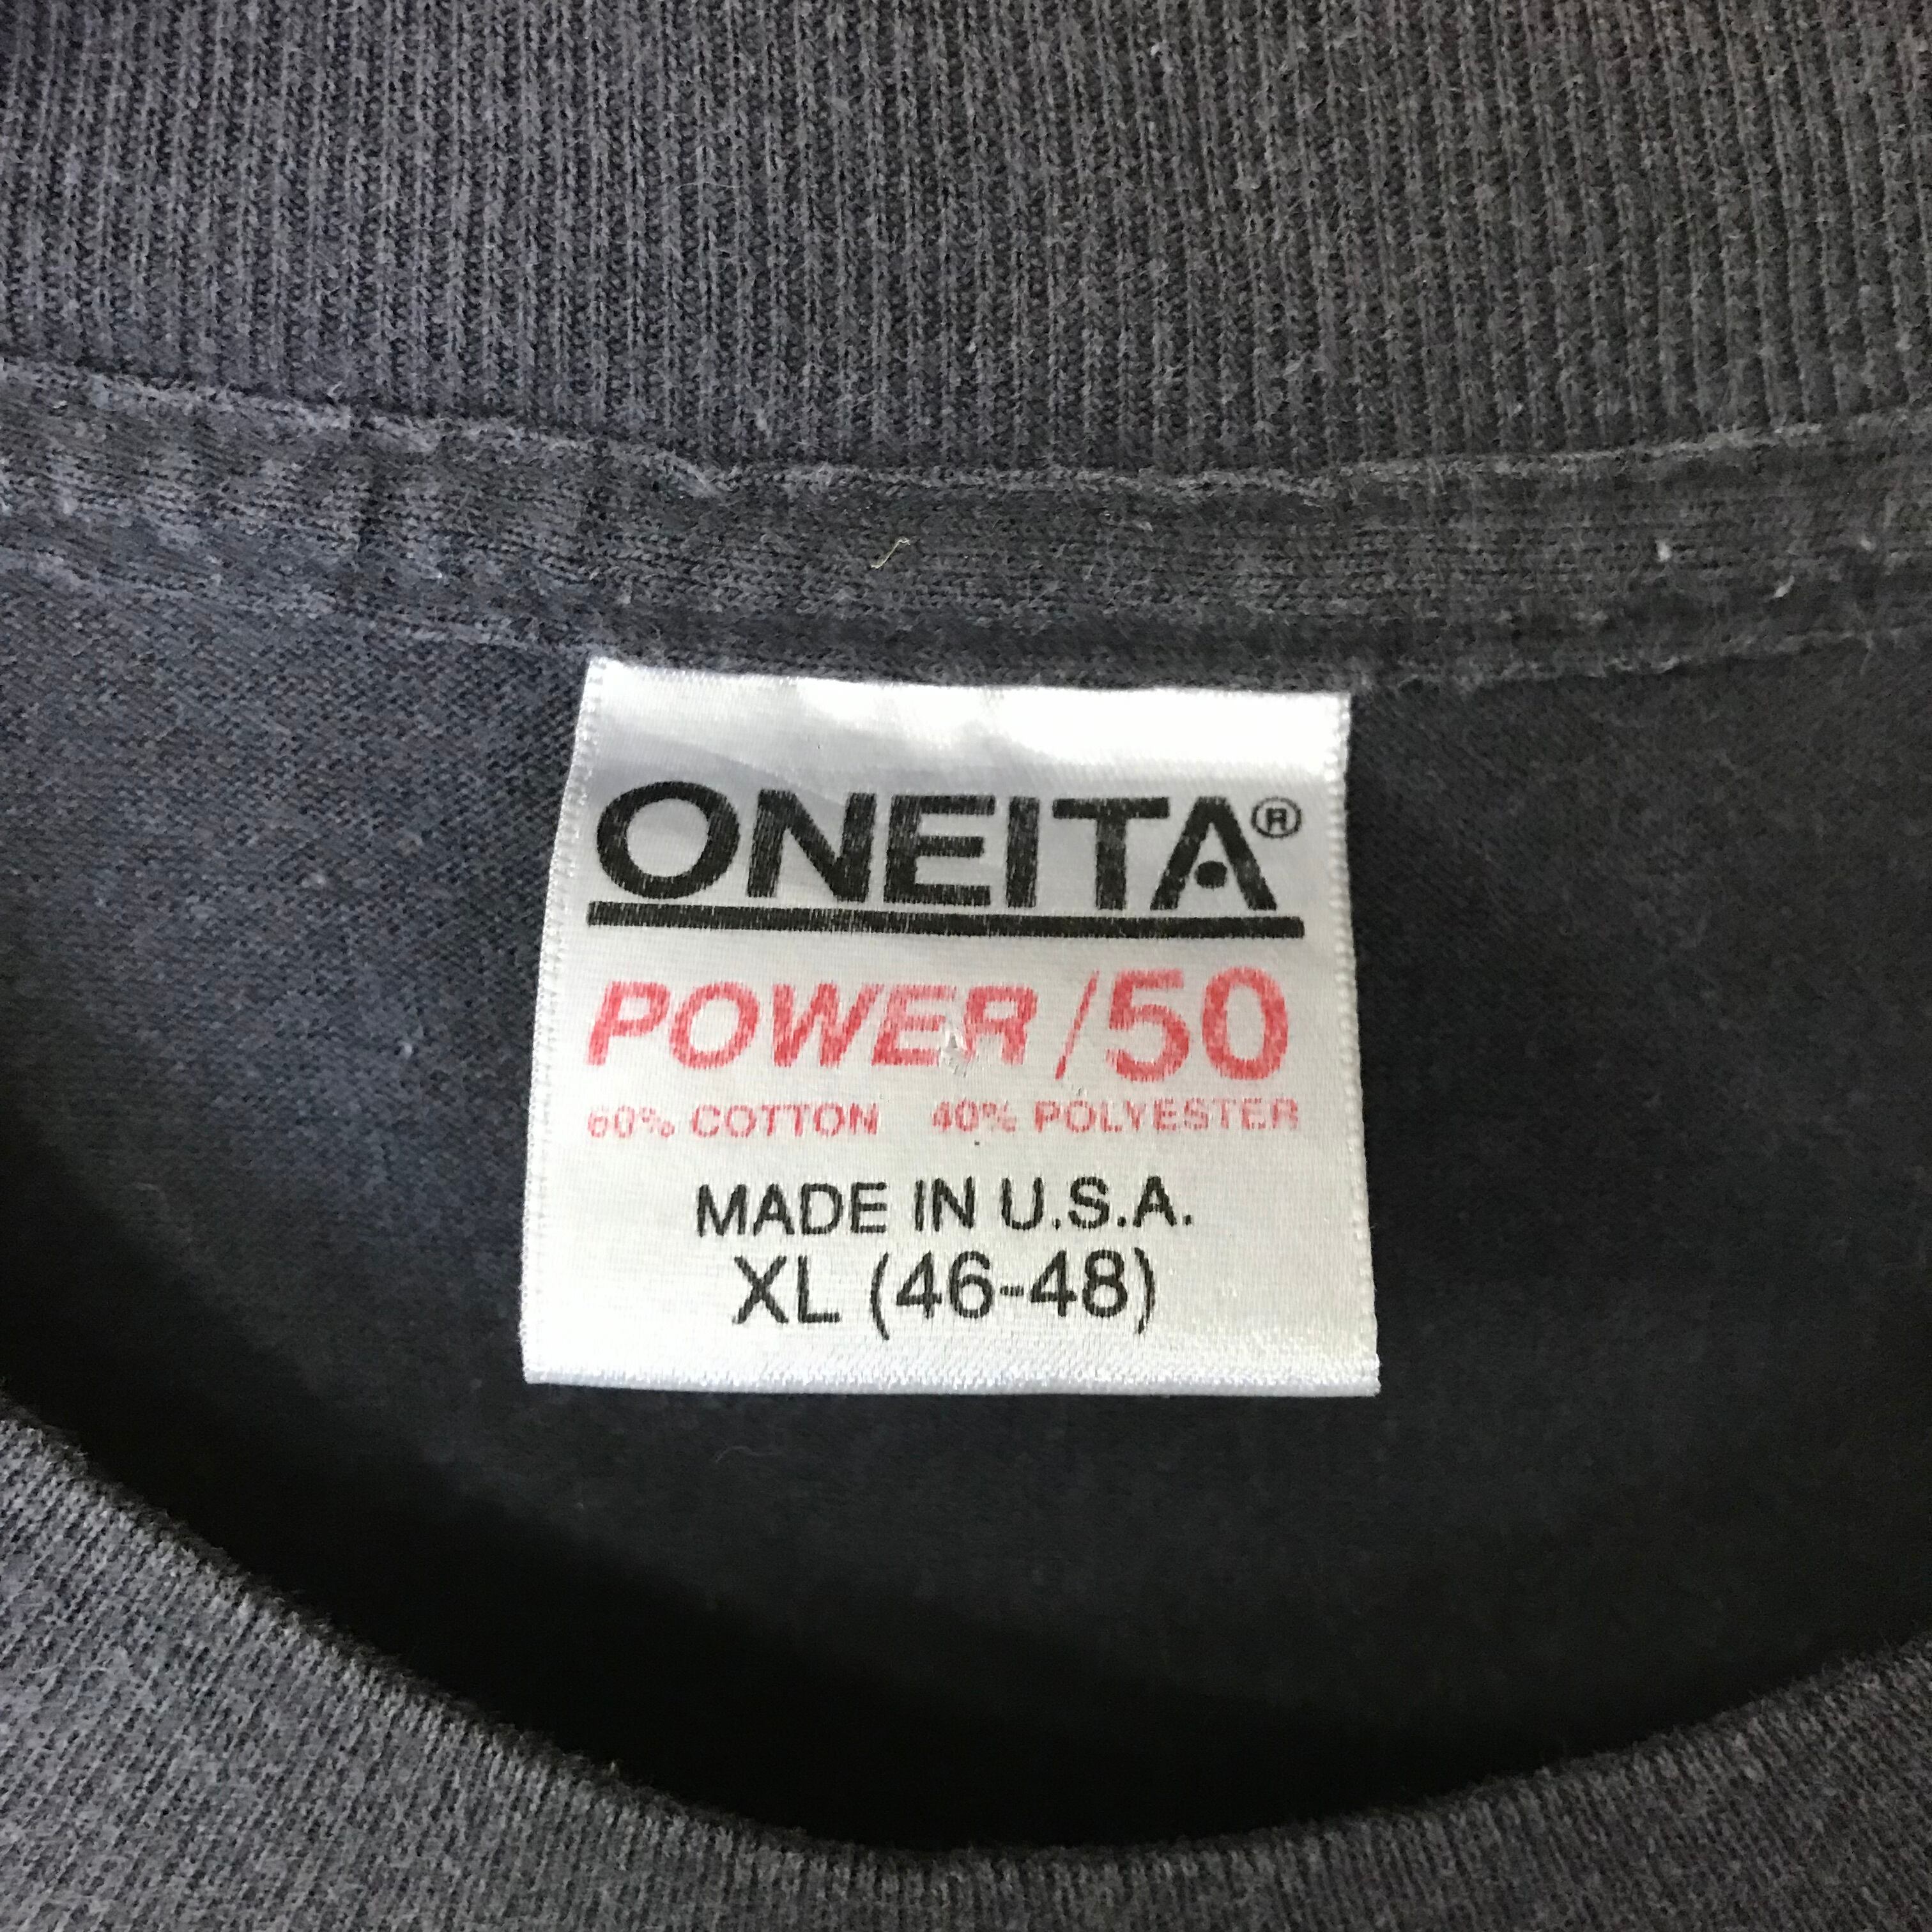 ONEITA®
POWER/50
60% COTTON 40% POLYESTER
MADE IN U.S.A.
XL (46-48)